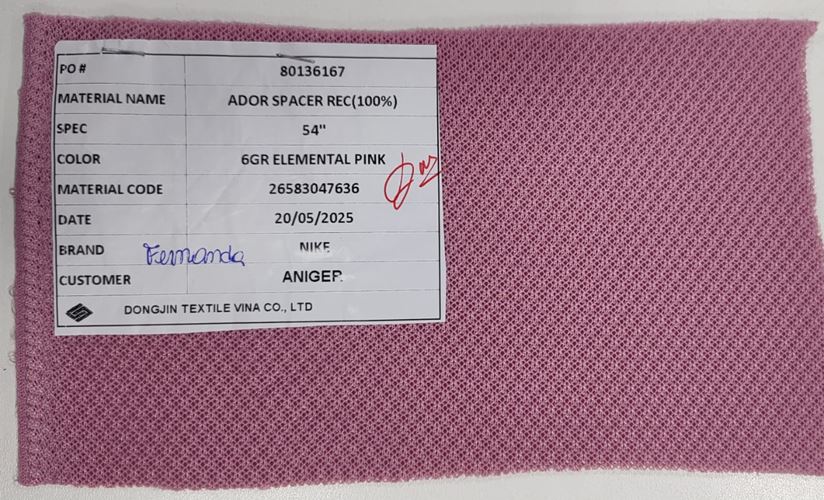 PO # 80136167
MATERIAL NAME ADOR SPACER REC(100%)
SPEC 54"
COLOR 6GR ELEMENTAL PINK
MATERIAL CODE 26583047636
DATE 20/05/2025
BRAND NIKE
Fernanda
CUSTOMER ANIGER
DONGJIN TEXTILE VINA CO., LTD